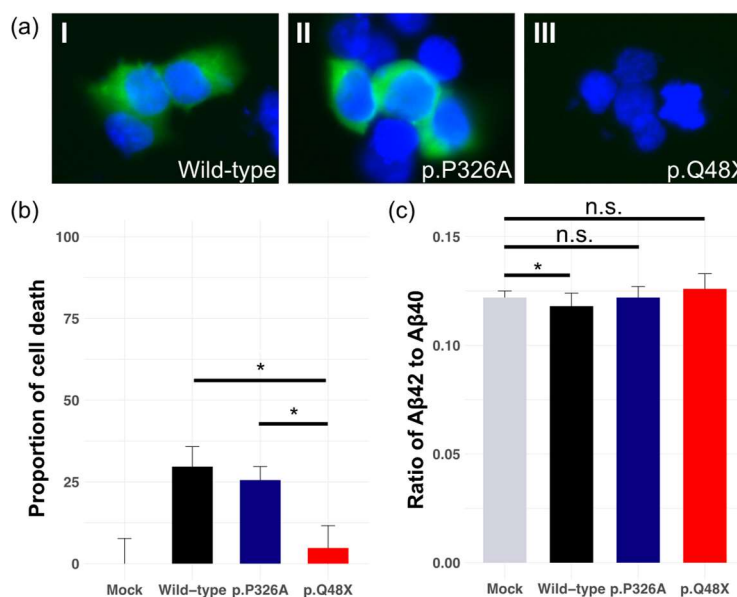 (a)
I
II
III
Wild-type
p.P326A
p.Q48X
(b)
(c)
Proportion of cell death
100
75
50
25
0
*
*
Mock
Wild-type
p.P326A
p.Q48X
Ratio of Aβ42 to Aβ40
0.15
0.10
0.05
0.00
n.s.
n.s.
*
Mock
Wild-type
p.P326A
p.Q48X